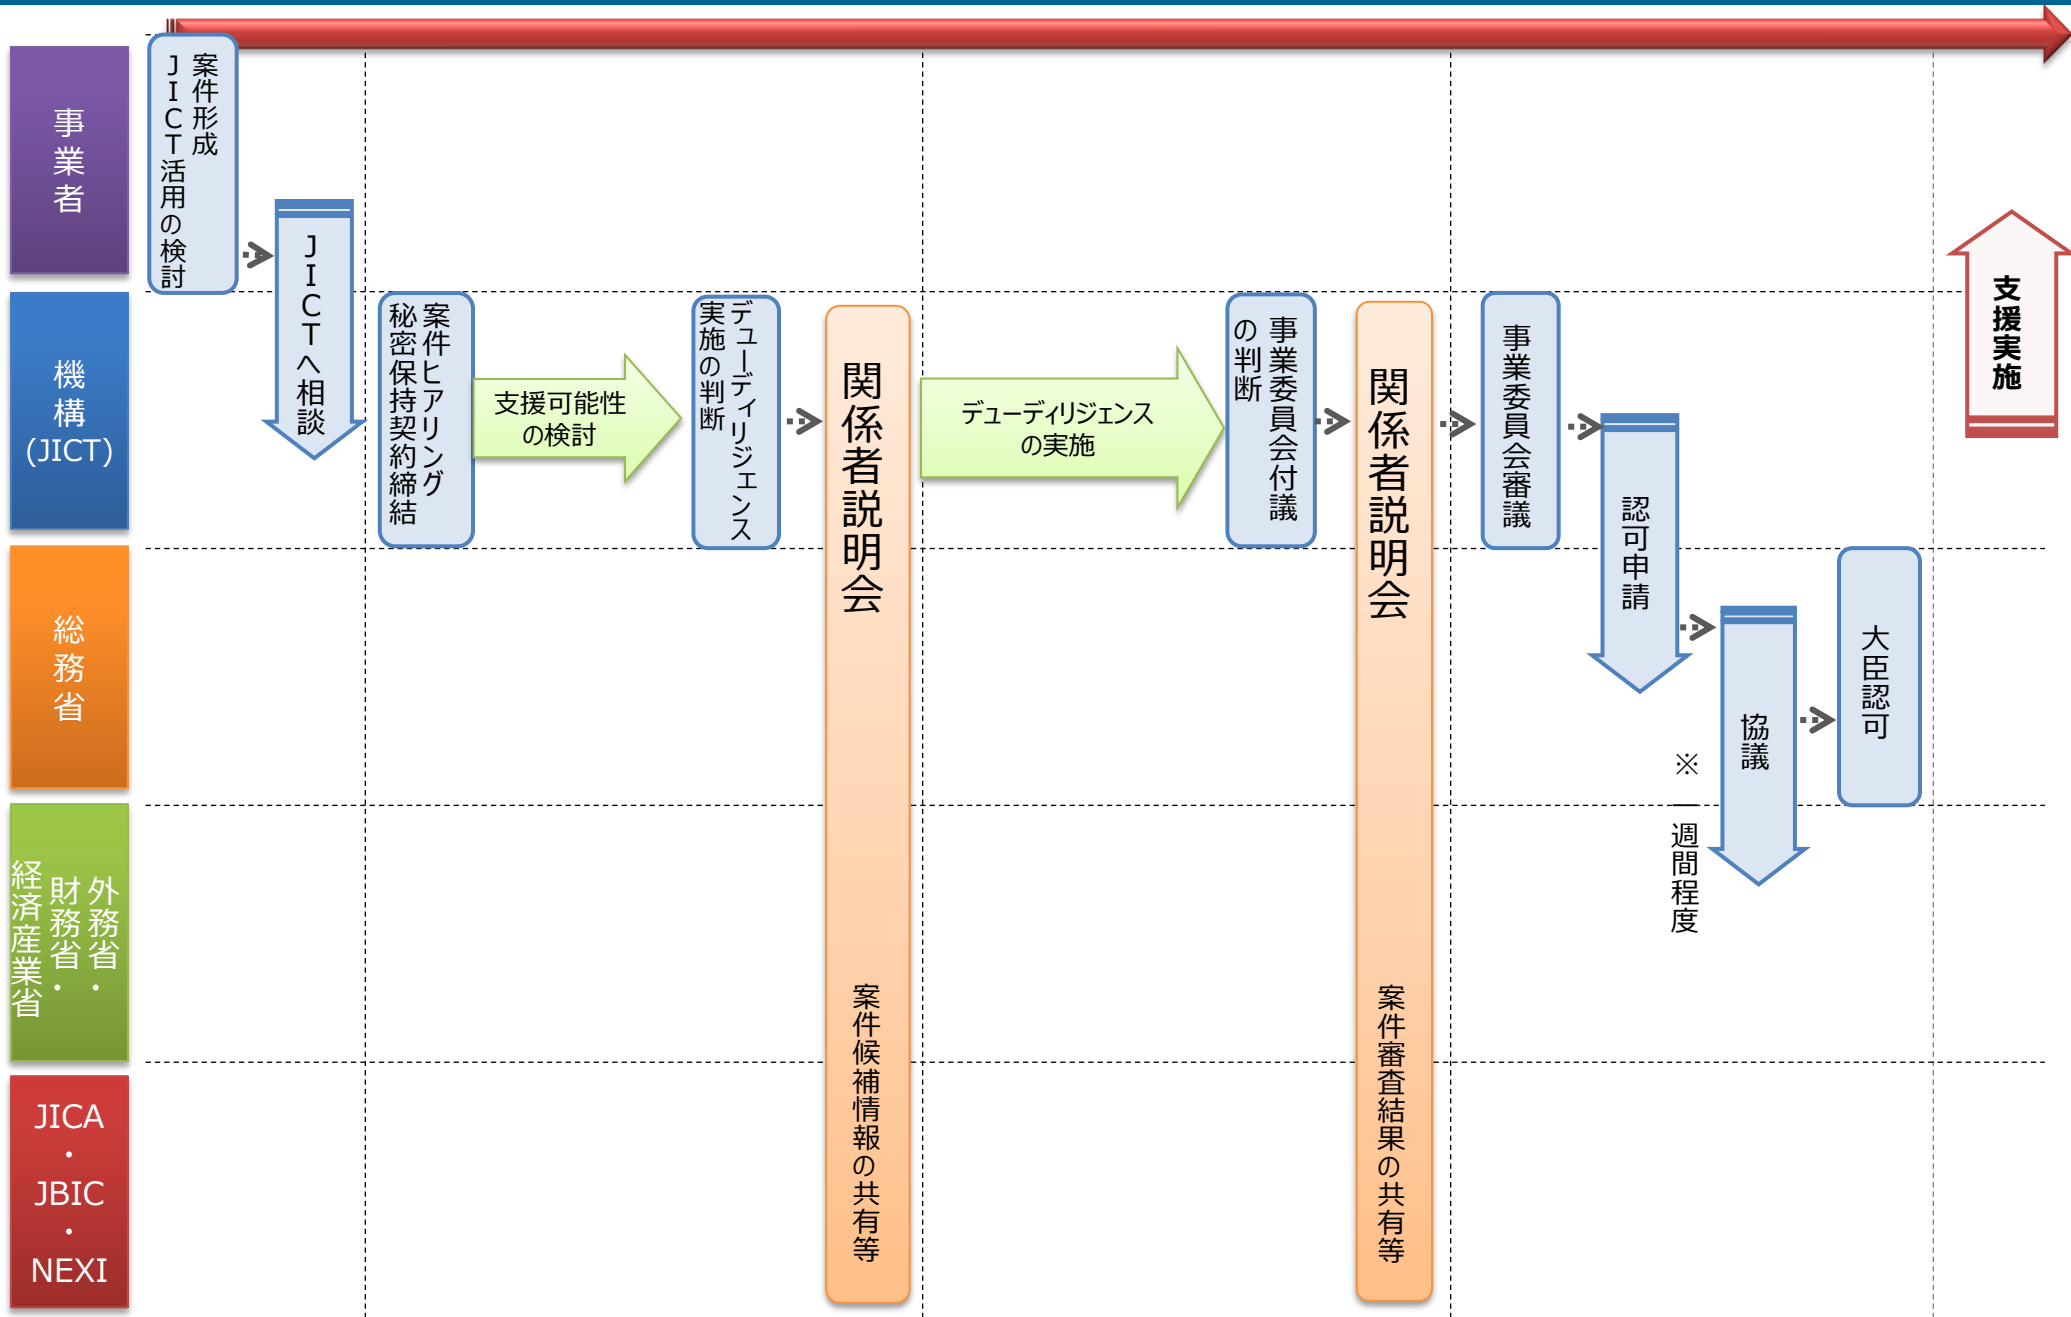 事業者
機構
(JICT)
総務省
外務省・
財務省・
経済産業省
JICA
・
JBIC
・
NEXI
案件形成
JICT活用の検討
JICTへ相談
案件ヒアリング
秘密保持契約締結
支援可能性
の検討
デューディリジェンス
実施の判断
関係者説明会
案件候補情報の共有等
デューディリジェンス
の実施
事業委員会付議
の判断
関係者説明会
案件審査結果の共有等
事業委員会審議
認可申請
協議
※一週間程度
大臣認可
支援実施